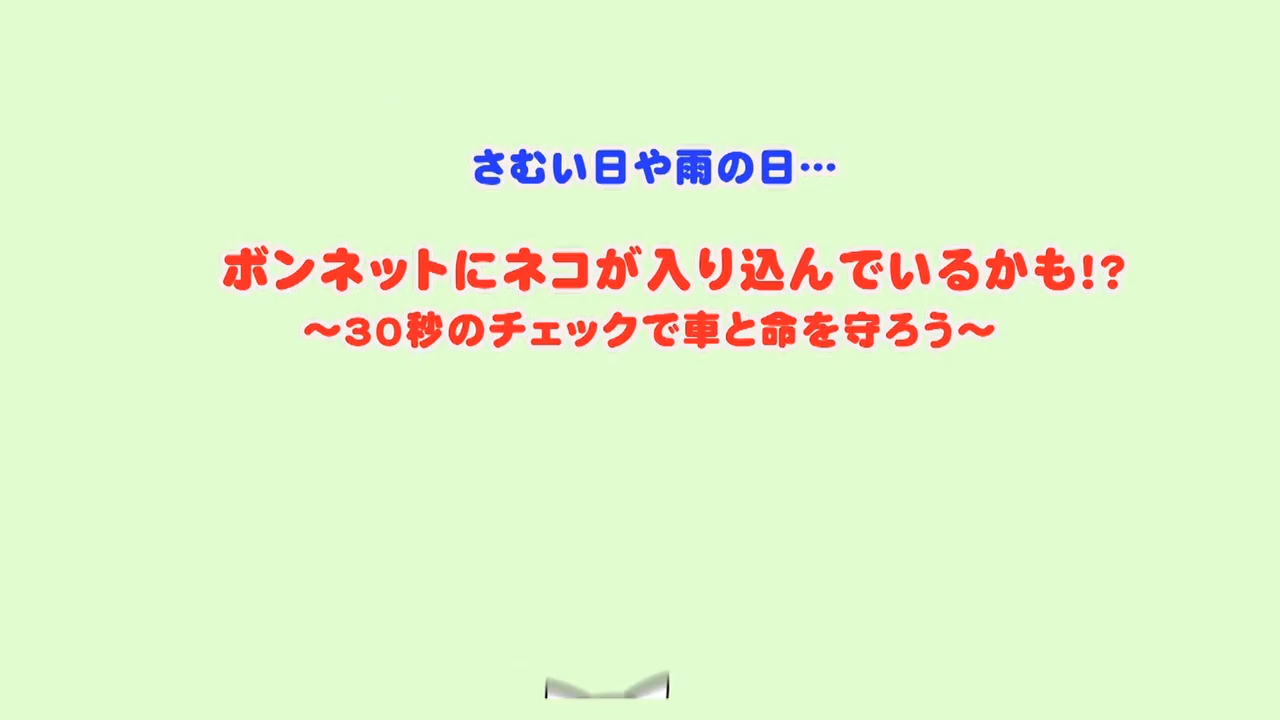 さむい日や雨の日…
ボンネットにネコが入り込んでいるかも!?
～30秒のチェックで車と命を守ろう～